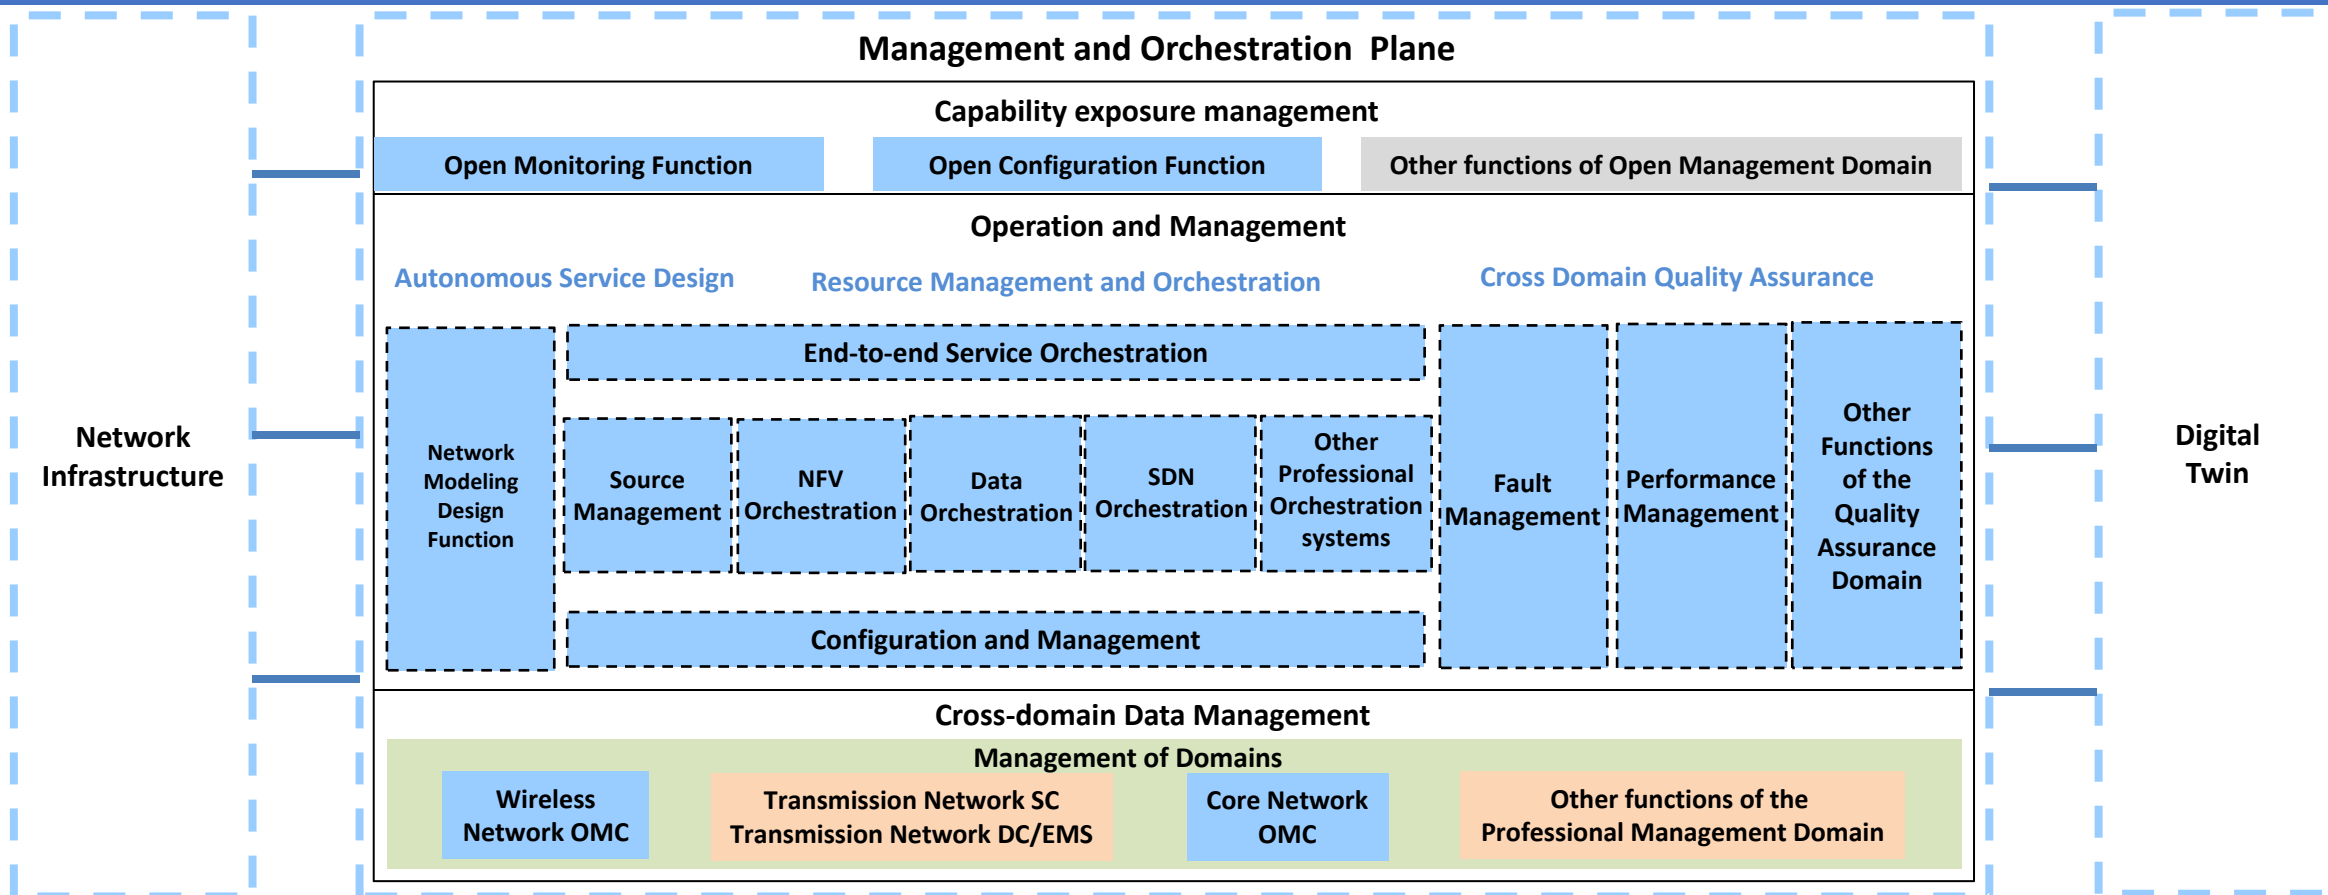 Management and Orchestration Plane
Capability exposure management
Open Monitoring Function
Open Configuration Function
Other functions of Open Management Domain
Operation and Management
Autonomous Service Design
Resource Management and Orchestration
Cross Domain Quality Assurance
Network
Infrastructure
Network
Modeling
Design
Function
End-to-end Service Orchestration
Source
Management
NFV
Orchestration
Data
Orchestration
SDN
Orchestration
Other
Professional
Orchestration
systems
Configuration and Management
Fault
Management
Performance
Management
Other
Functions
of the
Quality
Assurance
Domain
Digital
Twin
Cross-domain Data Management
Management of Domains
Wireless
Network OMC
Transmission Network SC
Transmission Network DC/EMS
Core Network
OMC
Other functions of the
Professional Management Domain